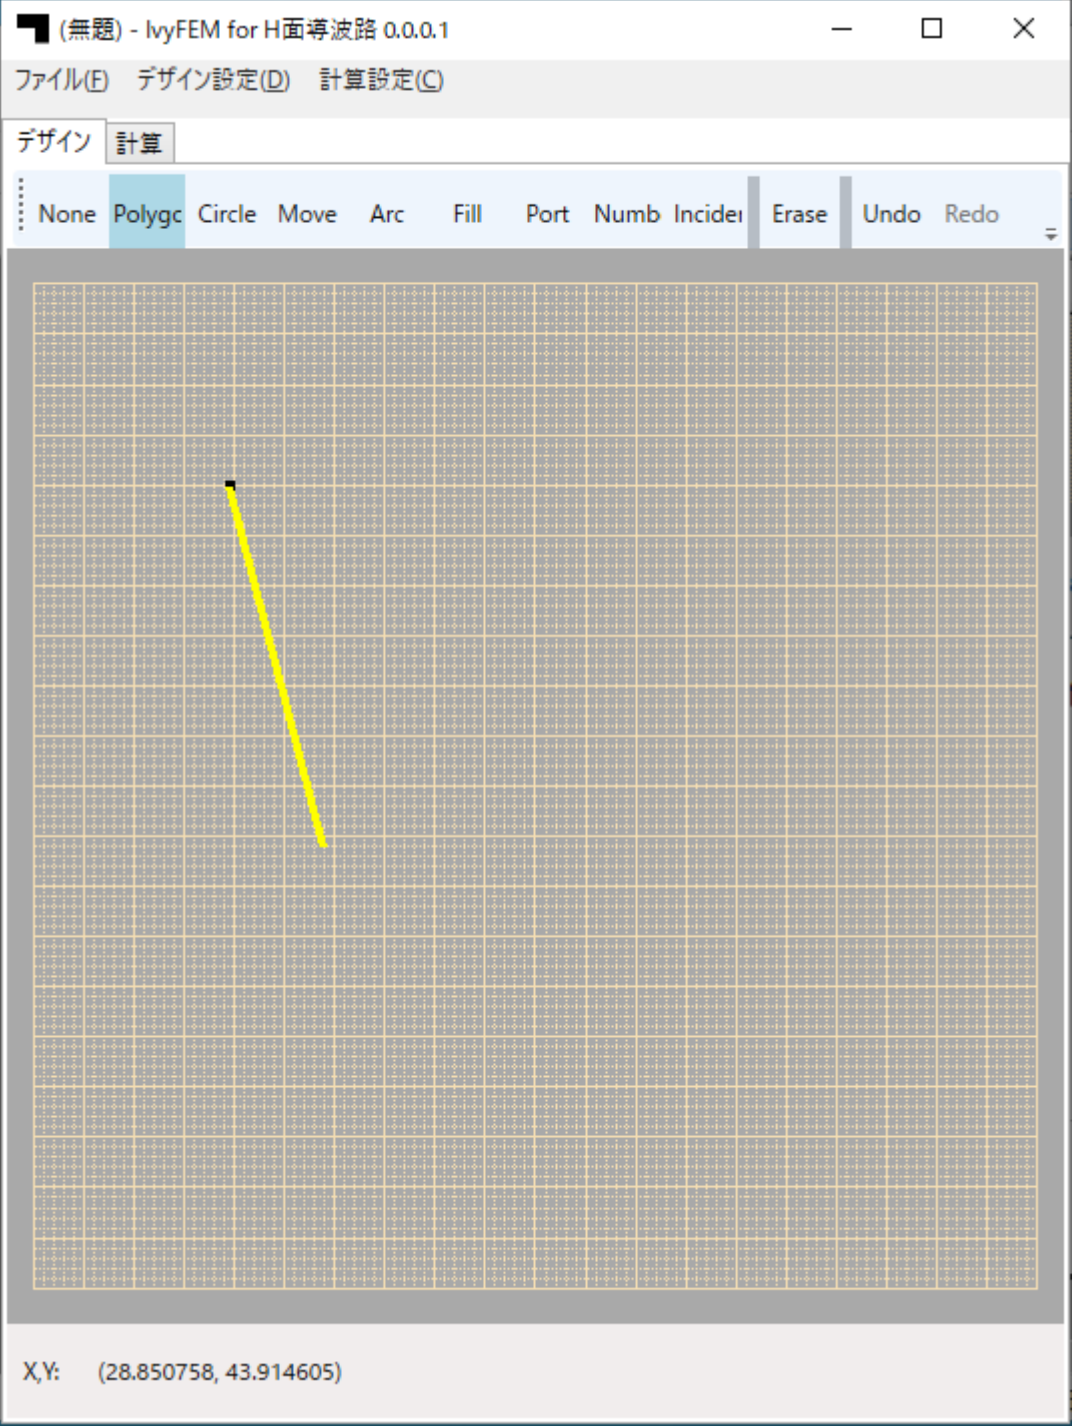 (無題) - IvyFEM for H面導波路 0.0.0.1
ファイル(F) デザイン設定(D) 計算設定(C)
デザイン 計算
None Polygc Circle Move Arc Fill Port Numb Incider Erase Undo Redo
X,Y: (28.850758, 43.914605)